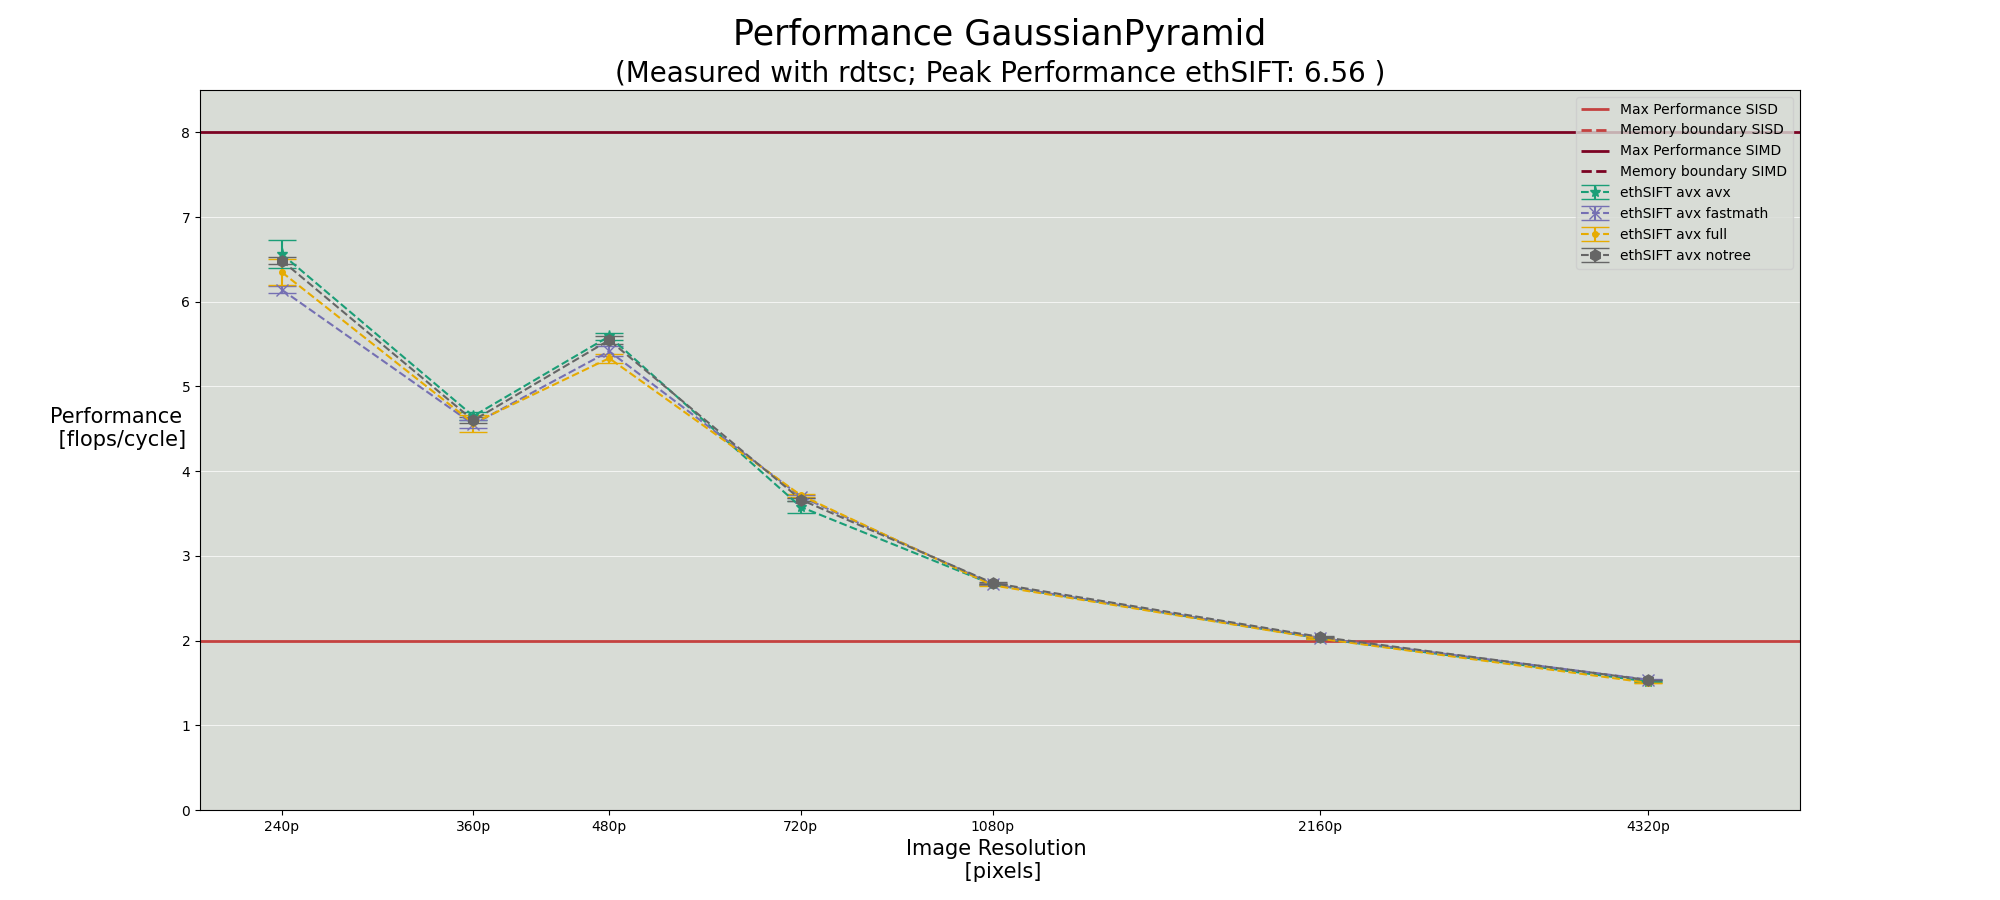 Performance GaussianPyramid
(Measured with rdtsc; Peak Performance ethSIFT: 6.56 )
Max Performance SISD
Memory boundary SISD
Max Performance SIMD
Memory boundary SIMD
ethSIFT avx avx
ethSIFT avx fastmath
ethSIFT avx full
ethSIFT avx notree
8
7
6
5
4
3
2
1
0
Performance
[flops/cycle]
240p 360p 480p 720p 1080p 2160p 4320p
Image Resolution
[pixels]